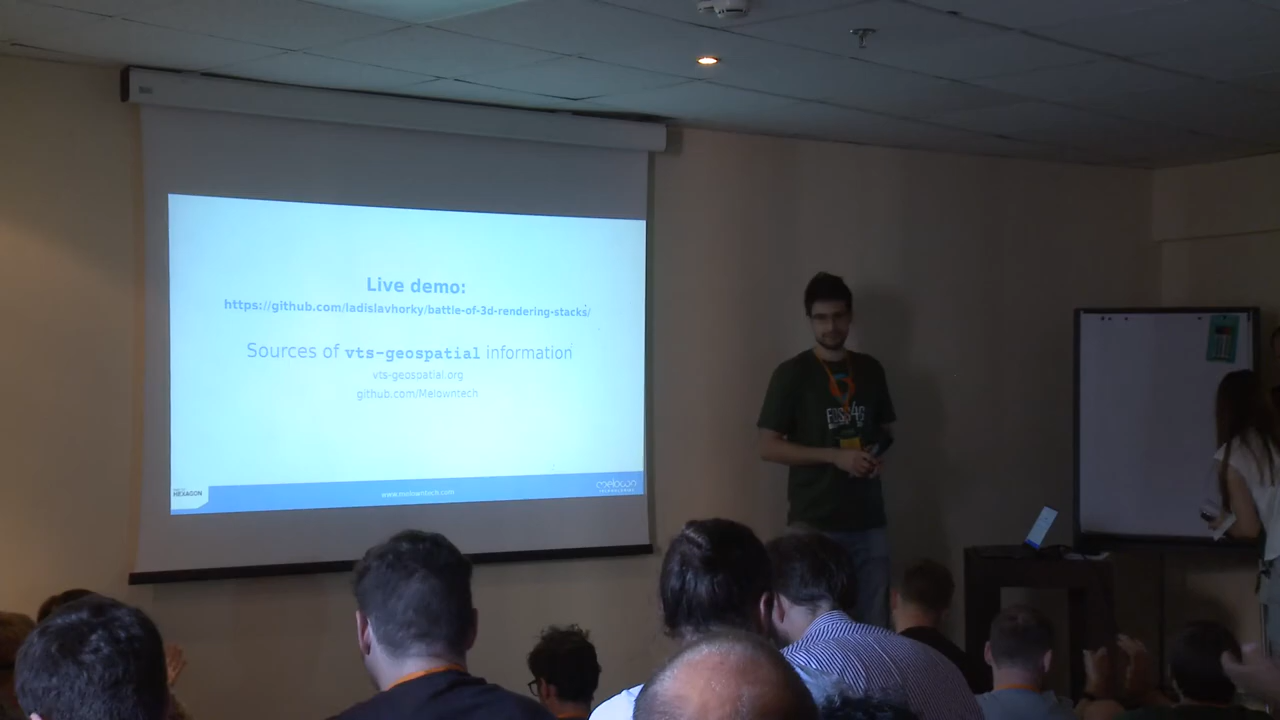 Live demo:
https://github.com/ladislavhorky/battle-of-3d-rendering-stacks/
Sources of vts-geospatial information
vts-geospatial.org
github.com/Melowntech
HEXAGON
www.melowntech.com
melown
FOSS4G